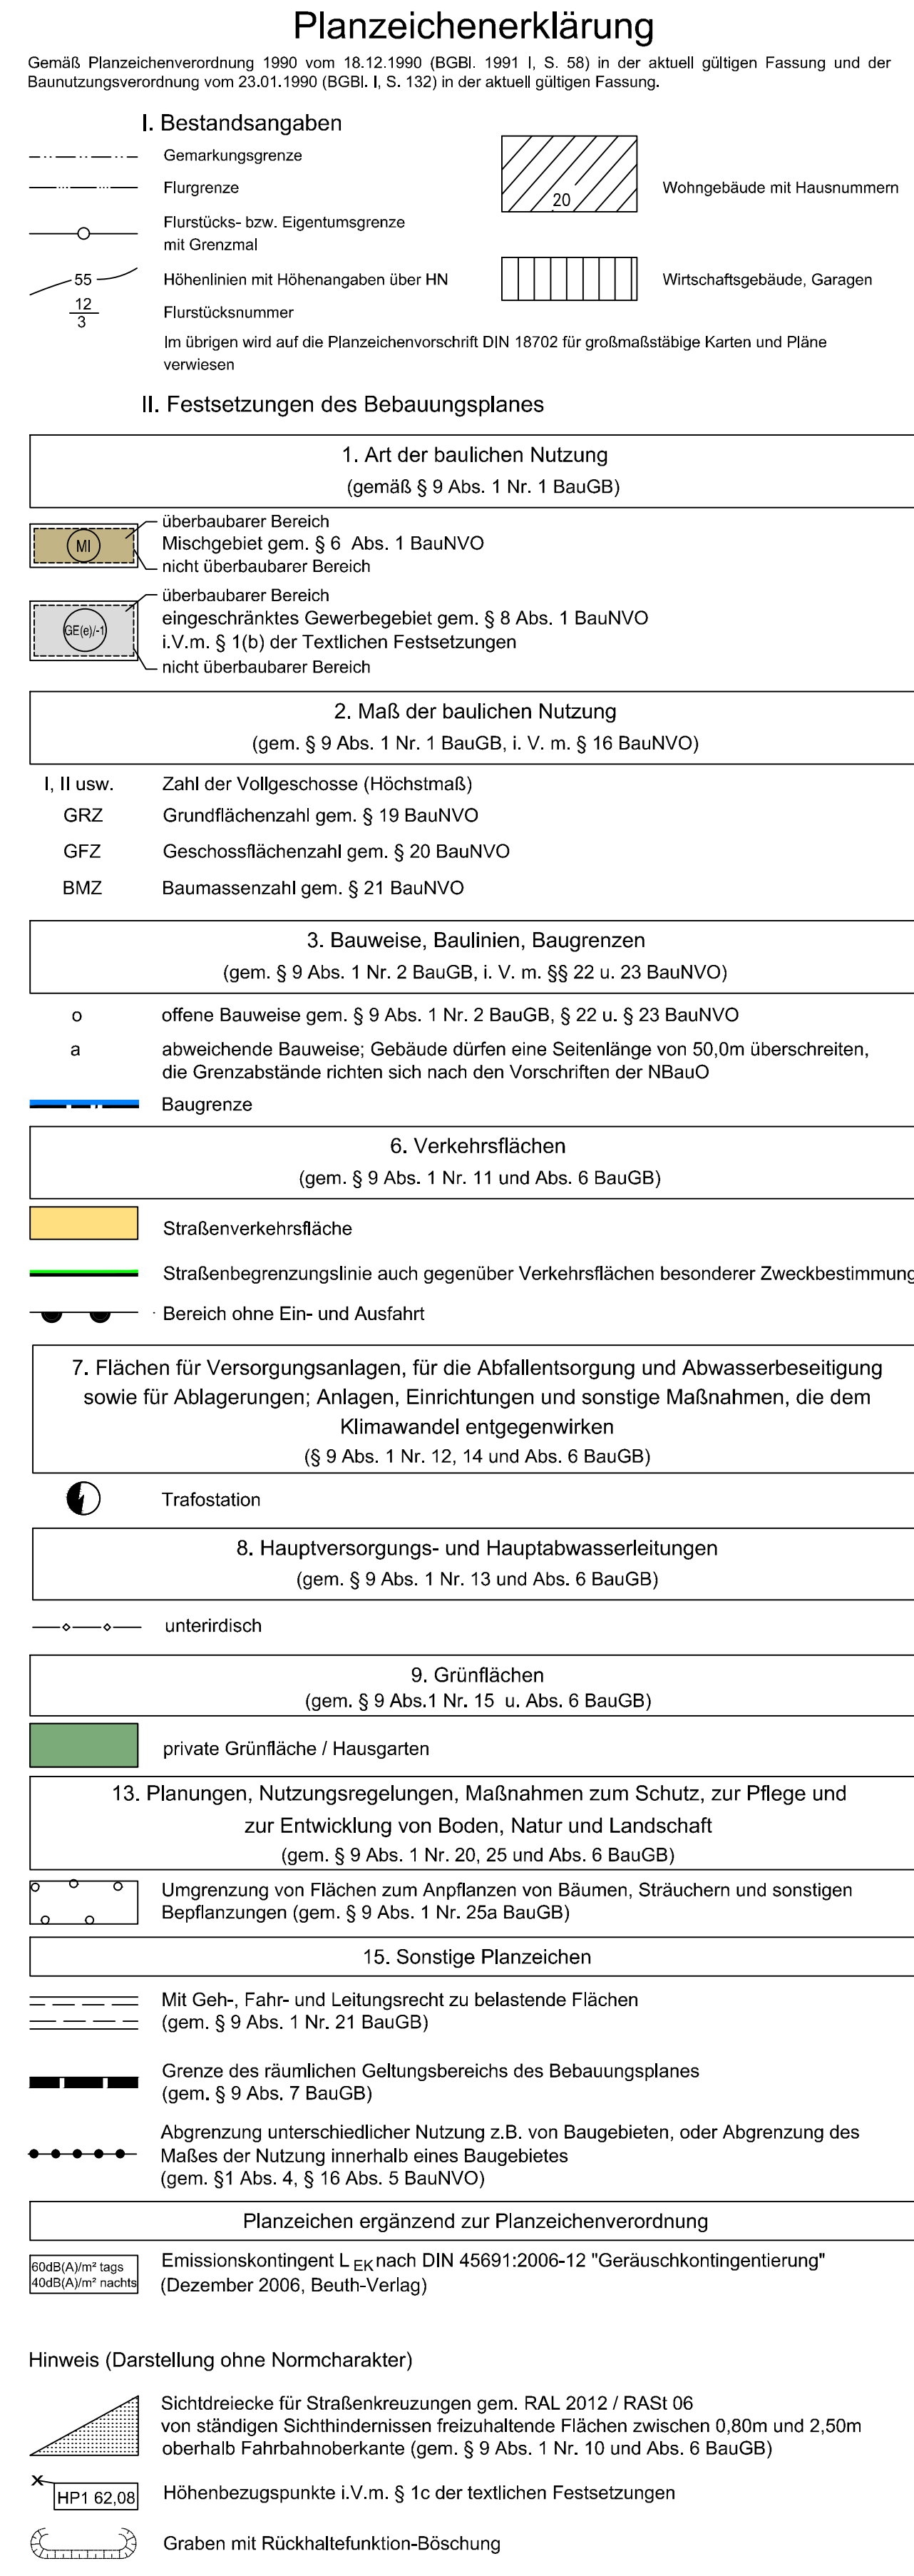 Planzeichenerklärung
Gemäß Planzeichenverordnung 1990 vom 18.12.1990 (BGBl. 1991 I, S. 58) in der aktuell gültigen Fassung und der
Baunutzungsverordnung vom 23.01.1990 (BGBl. I, S. 132) in der aktuell gültigen Fassung.
I. Bestandsangaben
Gemarkungsgrenze
Flurgrenze
20
Wohngebäude mit Hausnummern
Flurstücks- bzw. Eigentumsgrenze
mit Grenzmal
55
Höhenlinien mit Höhenangaben über HN
Wirtschaftsgebäude, Garagen
12
3
Flurstücksnummer
Im übrigen wird auf die Planzeichenvorschrift DIN 18702 für großmaßstäbige Karten und Pläne
verwiesen
II. Festsetzungen des Bebauungsplanes
1. Art der baulichen Nutzung
(gemäß § 9 Abs. 1 Nr. 1 BauGB)
überbaubarer Bereich
MI
Mischgebiet gem. § 6 Abs. 1 BauNVO
nicht überbaubarer Bereich
überbaubarer Bereich
eingeschränktes Gewerbegebiet gem. § 8 Abs. 1 BauNVO
GE(e)/-1
i.V.m. § 1(b) der Textlichen Festsetzungen
nicht überbaubarer Bereich
2. Maß der baulichen Nutzung
(gem. § 9 Abs. 1 Nr. 1 BauGB, i. V. m. § 16 BauNVO)
I, II usw. Zahl der Vollgeschosse (Höchstmaß)
GRZ Grundflächenzahl gem. § 19 BauNVO
GFZ Geschossflächenzahl gem. § 20 BauNVO
BMZ Baumassenzahl gem. § 21 BauNVO
3. Bauweise, Baulinien, Baugrenzen
(gem. § 9 Abs. 1 Nr. 2 BauGB, i. V. m. §§ 22 u. 23 BauNVO)
o offene Bauweise gem. § 9 Abs. 1 Nr. 2 BauGB, § 22 u. § 23 BauNVO
a abweichende Bauweise; Gebäude dürfen eine Seitenlänge von 50,0m überschreiten,
die Grenzabstände richten sich nach den Vorschriften der NBauO
Baugrenze
6. Verkehrsflächen
(gem. § 9 Abs. 1 Nr. 11 und Abs. 6 BauGB)
Straßenverkehrsfläche
Straßenbegrenzungslinie auch gegenüber Verkehrsflächen besonderer Zweckbestimmung
Bereich ohne Ein- und Ausfahrt
7. Flächen für Versorgungsanlagen, für die Abfallentsorgung und Abwasserbeseitigung
sowie für Ablagerungen; Anlagen, Einrichtungen und sonstige Maßnahmen, die dem
Klimawandel entgegenwirken
(§ 9 Abs. 1 Nr. 12, 14 und Abs. 6 BauGB)
Trafostation
8. Hauptversorgungs- und Hauptabwasserleitungen
(gem. § 9 Abs. 1 Nr. 13 und Abs. 6 BauGB)
unterirdisch
9. Grünflächen
(gem. § 9 Abs.1 Nr. 15 u. Abs. 6 BauGB)
private Grünfläche / Hausgarten
13. Planungen, Nutzungsregelungen, Maßnahmen zum Schutz, zur Pflege und
zur Entwicklung von Boden, Natur und Landschaft
(gem. § 9 Abs. 1 Nr. 20, 25 und Abs. 6 BauGB)
Umgrenzung von Flächen zum Anpflanzen von Bäumen, Sträuchern und sonstigen
Bepflanzungen (gem. § 9 Abs. 1 Nr. 25a BauGB)
15. Sonstige Planzeichen
Mit Geh-, Fahr- und Leitungsrecht zu belastende Flächen
(gem. § 9 Abs. 1 Nr. 21 BauGB)
Grenze des räumlichen Geltungsbereichs des Bebauungsplanes
(gem. § 9 Abs. 7 BauGB)
Abgrenzung unterschiedlicher Nutzung z.B. von Baugebieten, oder Abgrenzung des
Maßes der Nutzung innerhalb eines Baugebietes
(gem. §1 Abs. 4, § 16 Abs. 5 BauNVO)
Planzeichen ergänzend zur Planzeichenverordnung
60dB(A)/m² tags
40dB(A)/m² nachts
Emissionskontingent L EK nach DIN 45691:2006-12 "Geräuschkontingentierung"
(Dezember 2006, Beuth-Verlag)
Hinweis (Darstellung ohne Normcharakter)
Sichtdreiecke für Straßenkreuzungen gem. RAL 2012 / RASt 06
von ständigen Sichthindernissen freizuhaltende Flächen zwischen 0,80m und 2,50m
oberhalb Fahrbahnoberkante (gem. § 9 Abs. 1 Nr. 10 und Abs. 6 BauGB)
HP1 62,08
Höhenbezugspunkte i.V.m. § 1c der textlichen Festsetzungen
Graben mit Rückhaltefunktion-Böschung